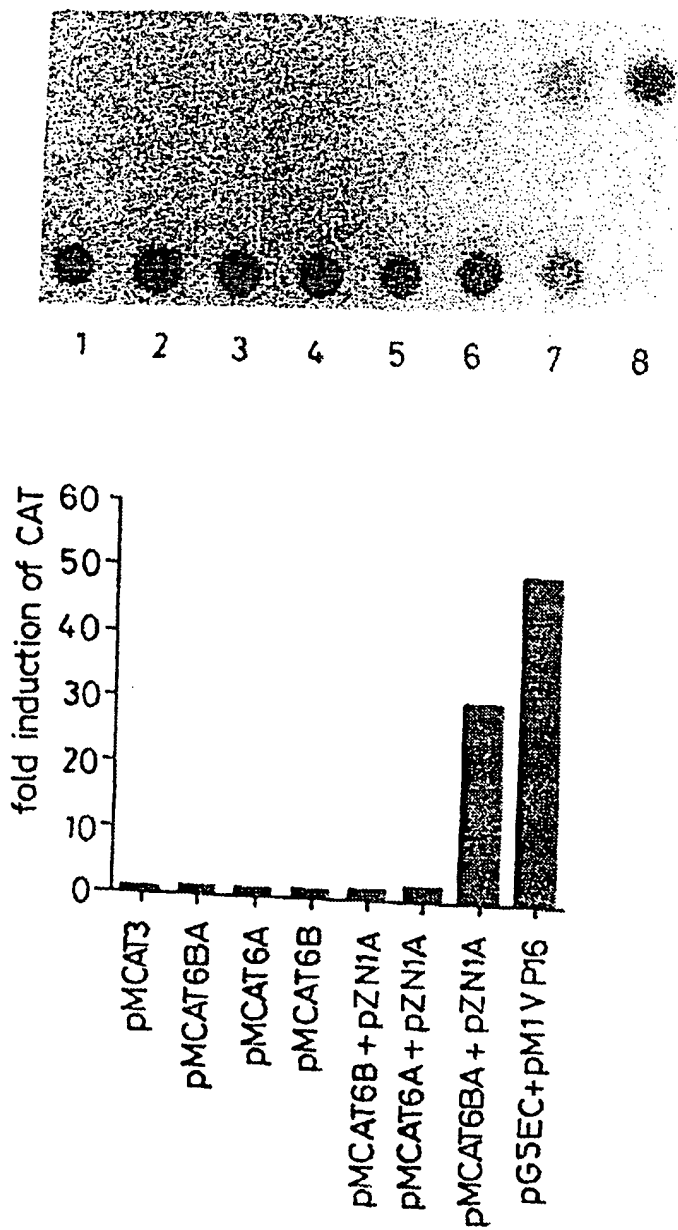 1 2 3 4 5 6 7 8
fold induction of CAT
60
50
40
30
20
10
0
pMCAT3
pMCAT6BA
pMCAT6A
pMCAT6B
pMCAT6B + pZN1A
pMCAT6A + pZN1A
pMCAT6BA + pZN1A
pG5EC + pM1VP16